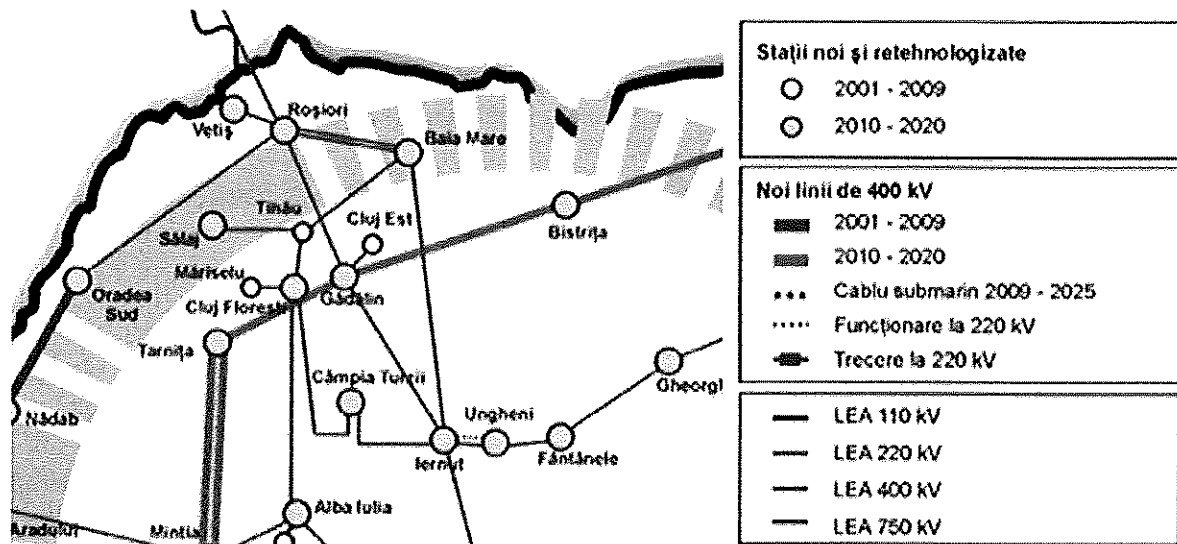 Roșiori
Vetiș
Baia Mare
Tihău
Sălaj
Cluj Est
Bistrița
Mărișelu
Oradea
Sud
Cluj Florești
Gădălin
Tarnița
Câmpia Turzii
Gheorgh
Nădab
Ungheni
Iernut
Fântânele
Alba Iulia
Aradului
Mintia
Stații noi și retehnologizate
2001 - 2009
2010 - 2020
Noi linii de 400 kV
2001 - 2009
2010 - 2020
Cablu submarin 2009 - 2025
Funcționare la 220 kV
Trecere la 220 kV
LEA 110 kV
LEA 220 kV
LEA 400 kV
LEA 750 kV